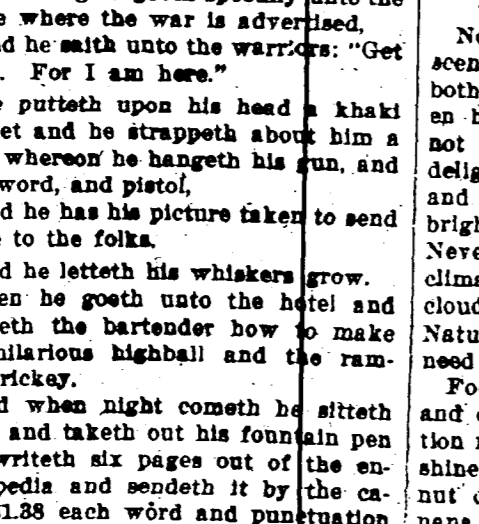 e where the war is advertised,
d he saith unto the warriors: "Get
. For I am here."
e putteth upon his head a khaki
et and he strappeth about him a
whereon he hangeth his gun, and
word, and pistol,
d he has his picture taken to send
e to the folks.
d he letteth his whiskers grow.
en he goeth unto the hotel and
eth the bartender how to make
hilarious highball and the ram-
rickey.
d when night cometh he sitteth
and taketh out his fountain pen
writeth six pages out of the en-
pedia and sendeth it by the ca-
$1.38 each word and punctuation
No
scen
both
en h
not
delig
and
brigh
Neve
clima
cloud
Natu
need
Fo
and
tion
shine
nut